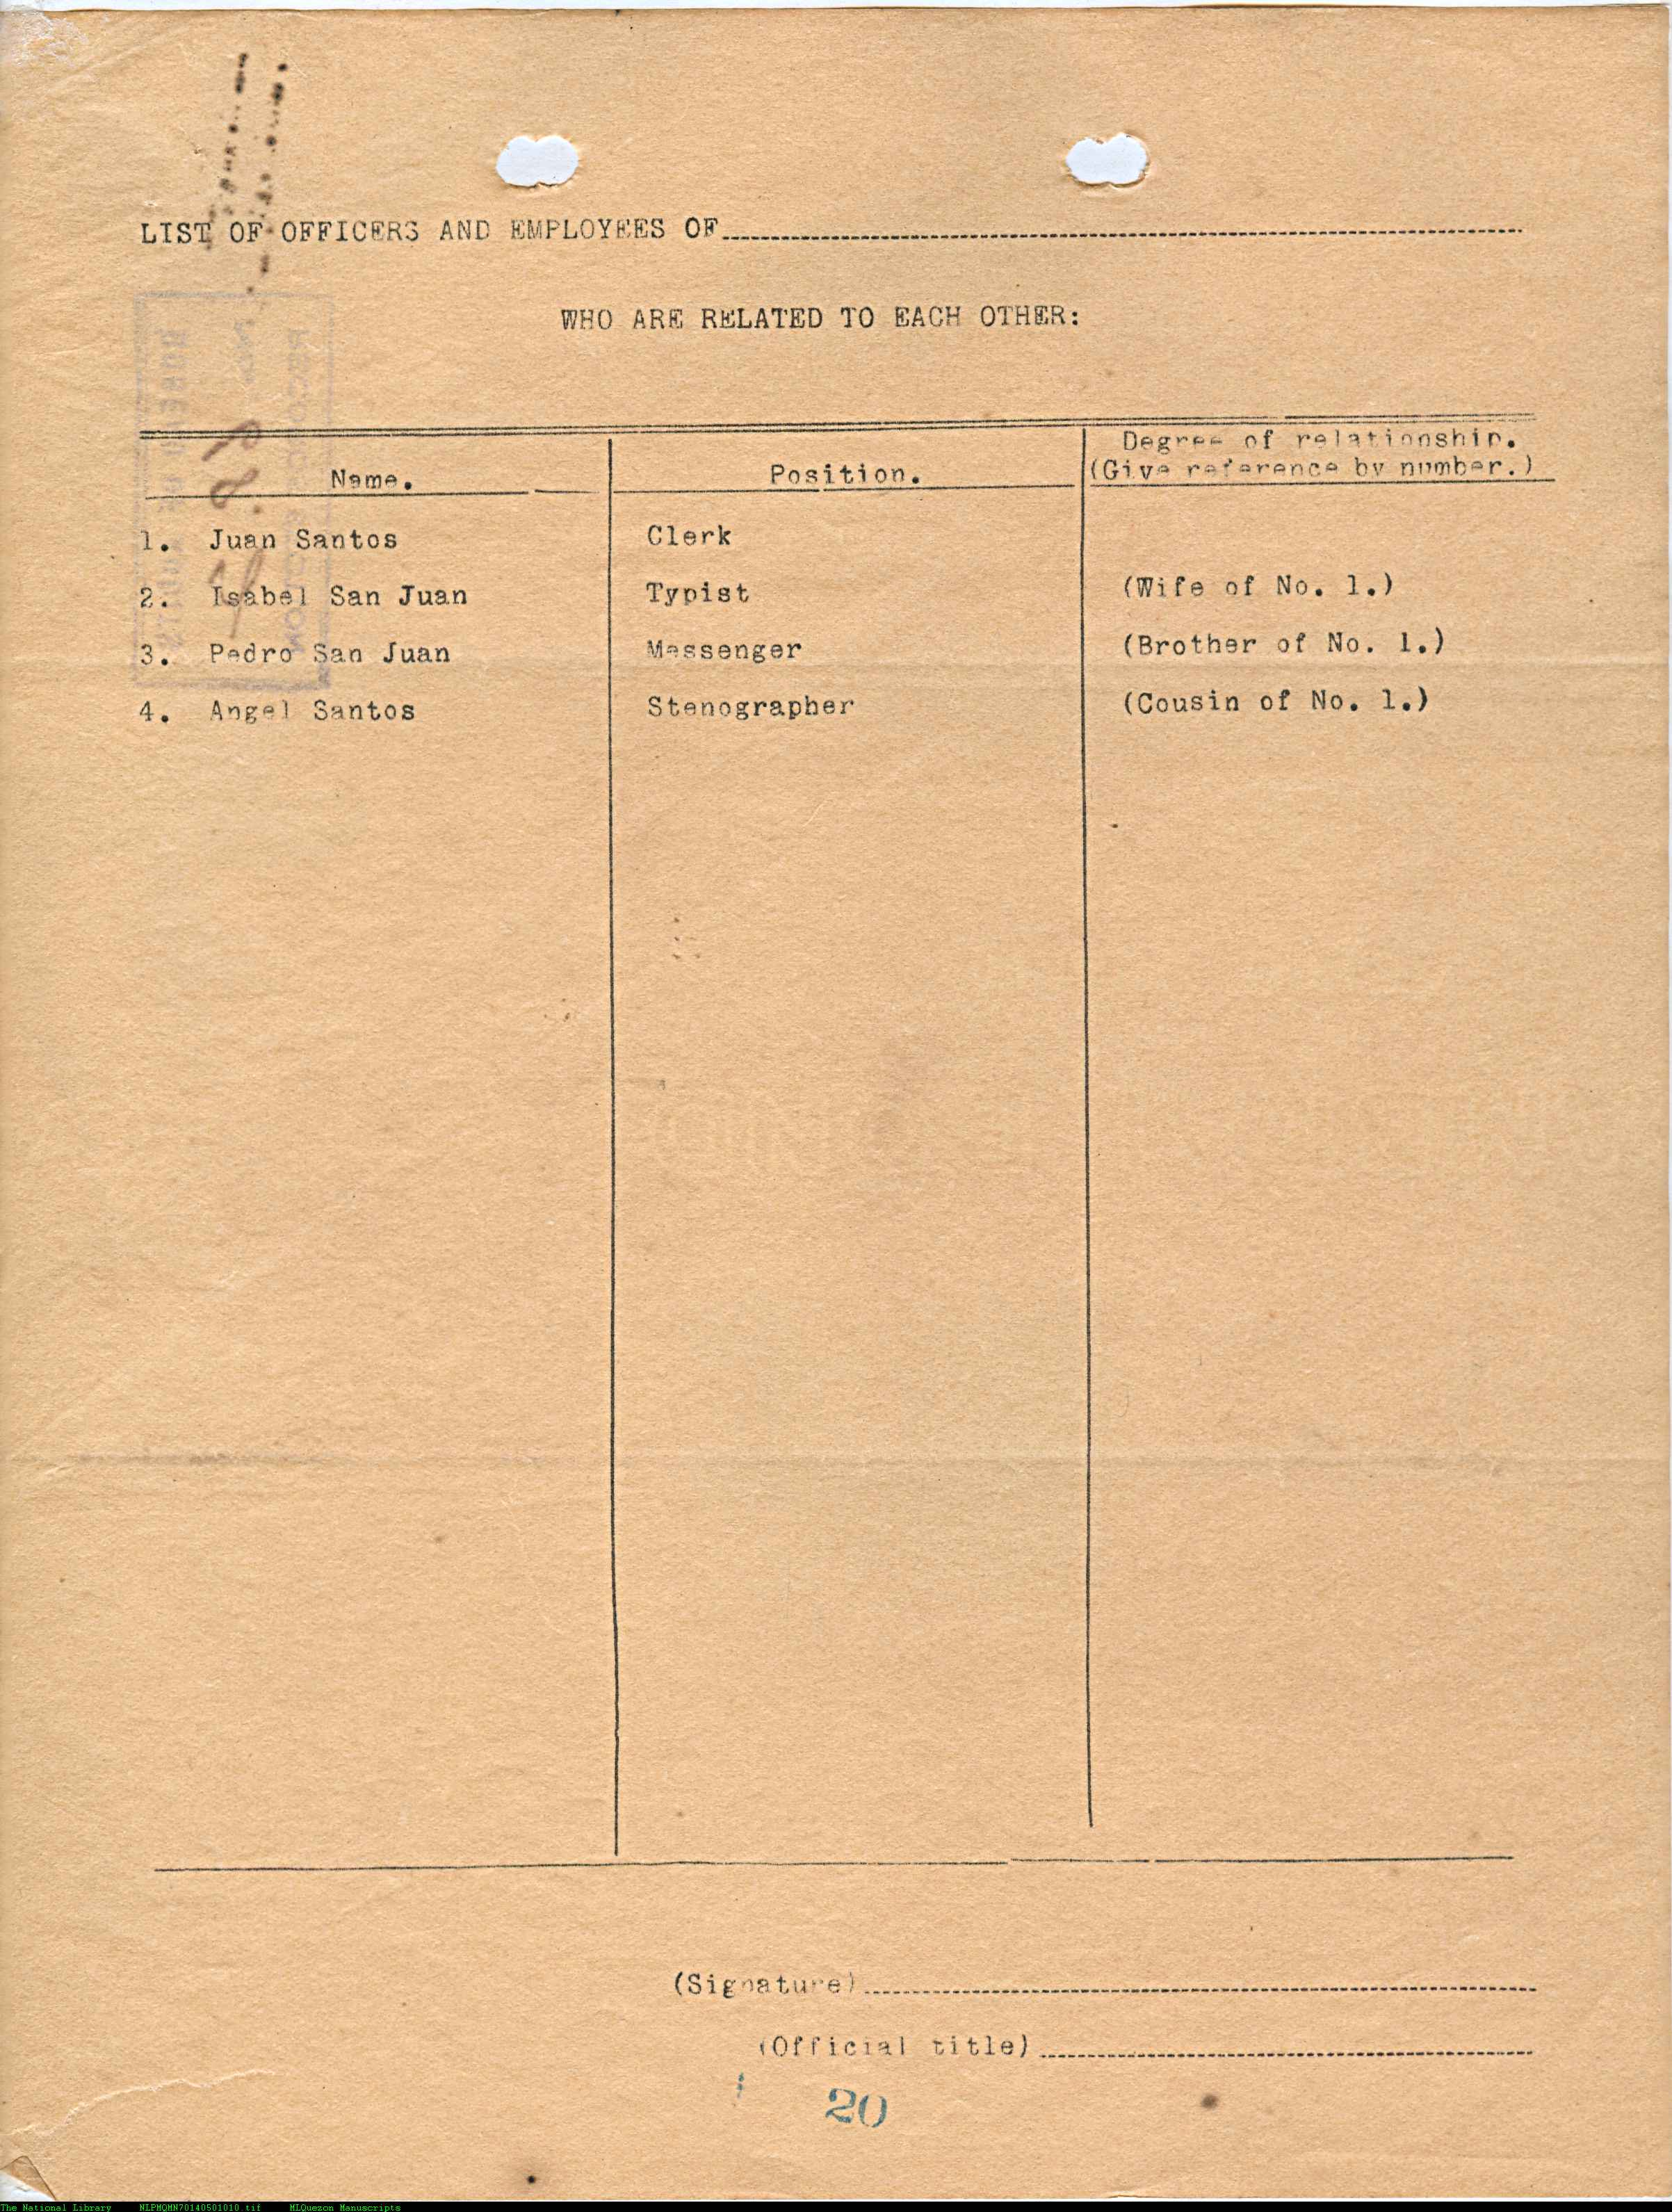 LIST OF OFFICERS AND EMPLOYEES OF
WHO ARE RELATED TO EACH OTHER:
Name. Position. Degree of relationship. (Give reference by number.)
1. Juan Santos Clerk
2. Isabel San Juan Typist (Wife of No. 1.)
3. Pedro San Juan Messenger (Brother of No. 1.)
4. Angel Santos Stenographer (Cousin of No. 1.)
(Signature)
(Official title)
20
The National Library NLPMQMN70140501010.tif MLQuezon Manuscripts